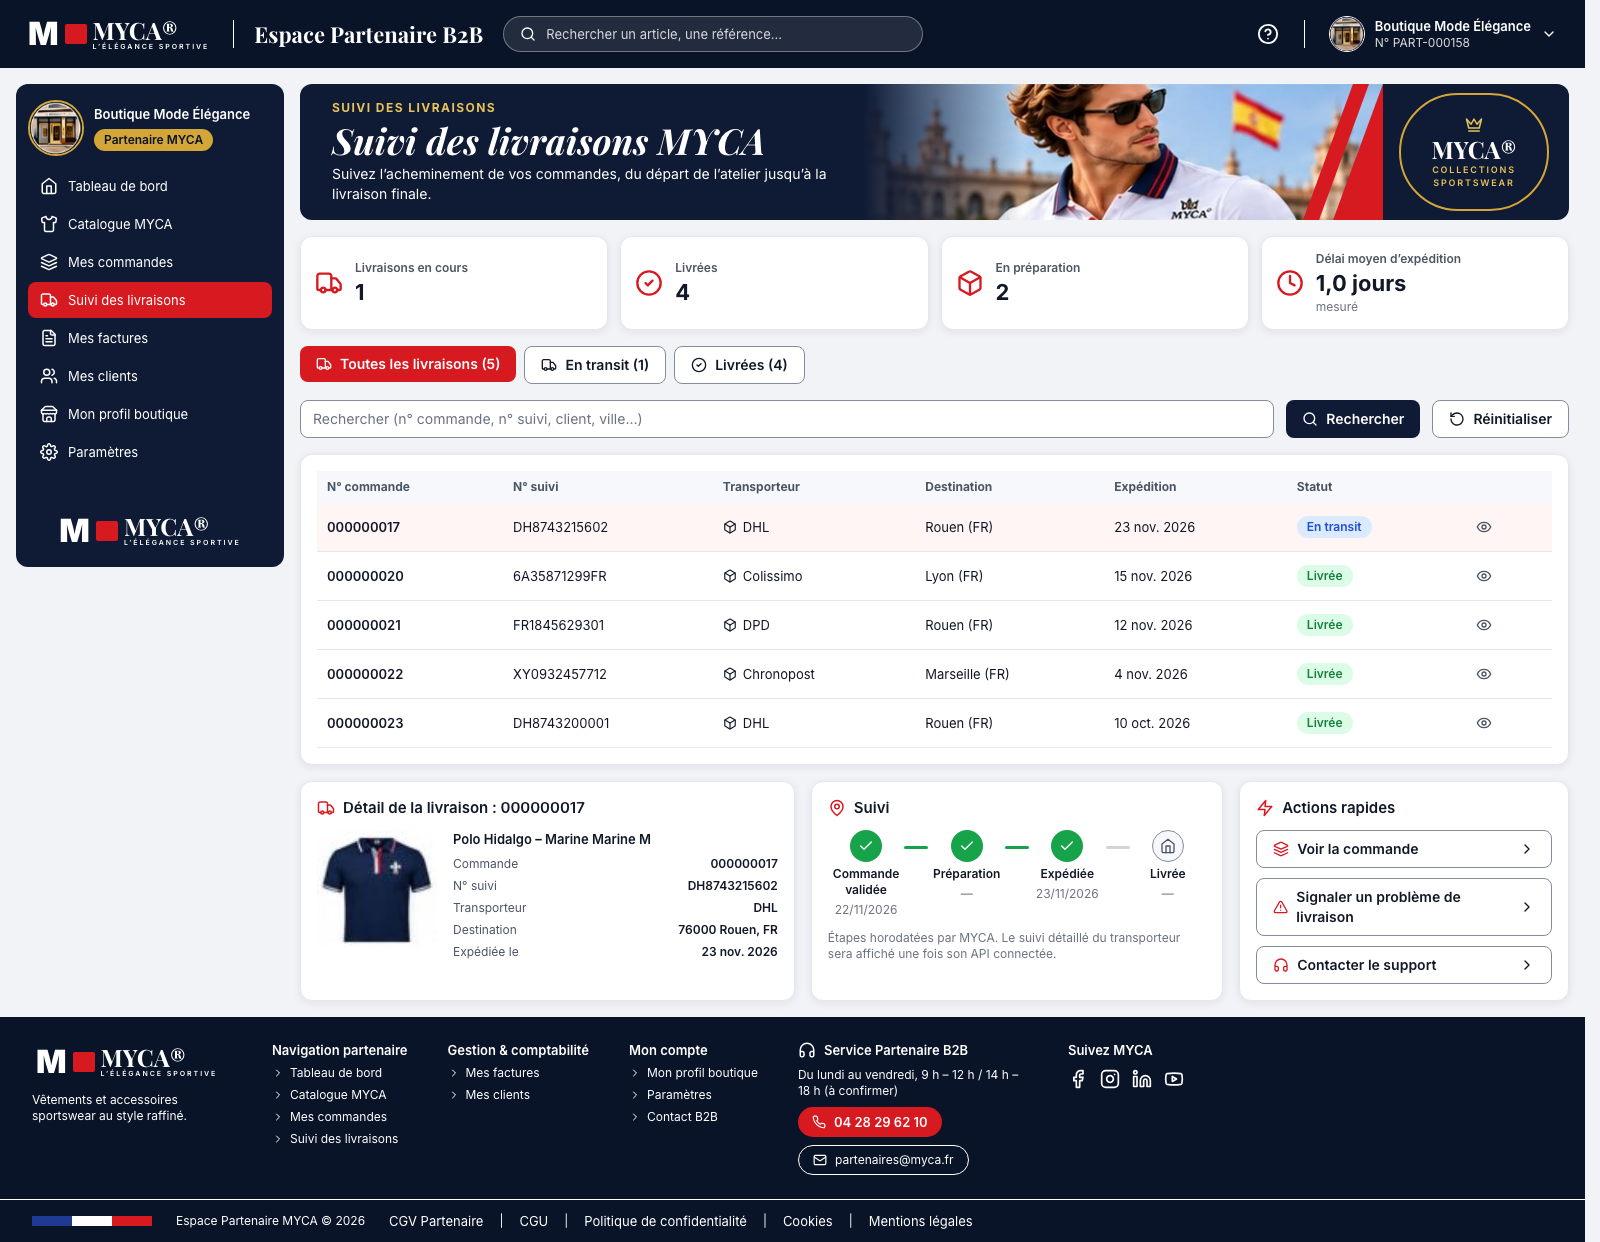 M MYCA®
L'ÉLÉGANCE SPORTIVE
Espace Partenaire B2B
Rechercher un article, une référence...
Boutique Mode Élégance
N° PART-000158
Boutique Mode Élégance
Partenaire MYCA
Tableau de bord
Catalogue MYCA
Mes commandes
Suivi des livraisons
Mes factures
Mes clients
Mon profil boutique
Paramètres
M MYCA®
L'ÉLÉGANCE SPORTIVE
SUIVI DES LIVRAISONS
Suivi des livraisons MYCA
Suivez l'acheminement de vos commandes, du départ de l'atelier jusqu'à la
livraison finale.
MYCA
MYCA®
COLLECTIONS
SPORTSWEAR
Livraisons en cours
1
Livrées
4
En préparation
2
Délai moyen d'expédition
1,0 jours
mesuré
Toutes les livraisons (5)
En transit (1)
Livrées (4)
Rechercher (n° commande, n° suivi, client, ville...)
Rechercher
Réinitialiser
N° commande N° suivi Transporteur Destination Expédition Statut
000000017 DH8743215602 DHL Rouen (FR) 23 nov. 2026 En transit
000000020 6A35871299FR Colissimo Lyon (FR) 15 nov. 2026 Livrée
000000021 FR1845629301 DPD Rouen (FR) 12 nov. 2026 Livrée
000000022 XY0932457712 Chronopost Marseille (FR) 4 nov. 2026 Livrée
000000023 DH8743200001 DHL Rouen (FR) 10 oct. 2026 Livrée
Détail de la livraison : 000000017
Polo Hidalgo – Marine Marine M
Commande 000000017
N° suivi DH8743215602
Transporteur DHL
Destination 76000 Rouen, FR
Expédiée le 23 nov. 2026
Suivi
Commande
validée
22/11/2026
Préparation
—
Expédiée
23/11/2026
Livrée
—
Étapes horodatées par MYCA. Le suivi détaillé du transporteur
sera affiché une fois son API connectée.
Actions rapides
Voir la commande
Signaler un problème de
livraison
Contacter le support
M MYCA®
L'ÉLÉGANCE SPORTIVE
Vêtements et accessoires
sportswear au style raffiné.
Navigation partenaire
Tableau de bord
Catalogue MYCA
Mes commandes
Suivi des livraisons
Gestion & comptabilité
Mes factures
Mes clients
Mon compte
Mon profil boutique
Paramètres
Contact B2B
Service Partenaire B2B
Du lundi au vendredi, 9 h – 12 h / 14 h –
18 h (à confirmer)
04 28 29 62 10
partenaires@myca.fr
Suivez MYCA
Espace Partenaire MYCA © 2026 CGV Partenaire | CGU | Politique de confidentialité | Cookies | Mentions légales